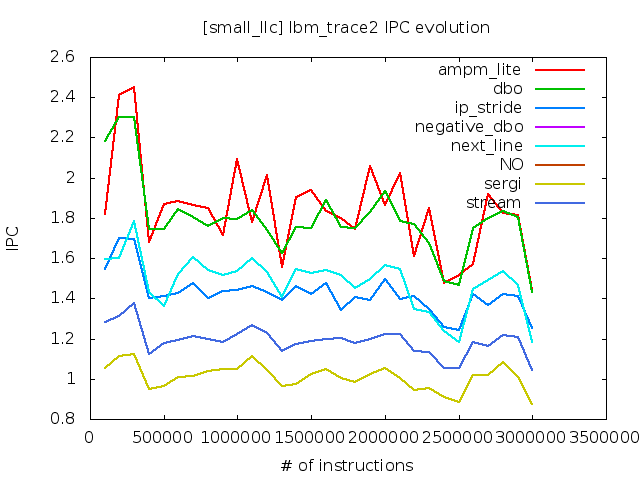 [small_llc] lbm_trace2 IPC evolution
2.6
2.4
2.2
2
1.8
1.6
1.4
1.2
1
0.8
IPC
ampm_lite
dbo
ip_stride
negative_dbo
next_line
NO
sergi
stream
0 500000 1000000 1500000 2000000 2500000 3000000 3500000
# of instructions